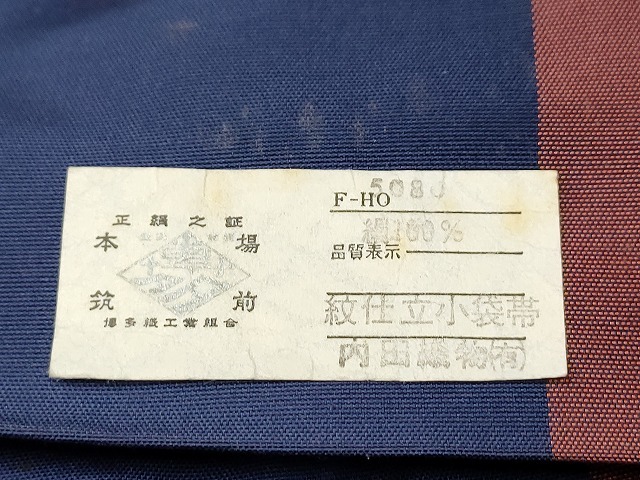 正絹之証
本場
筑前
博多織工業組合
F-HO
絹100%
品質表示
紋仕立小袋帯
内田織物(有)